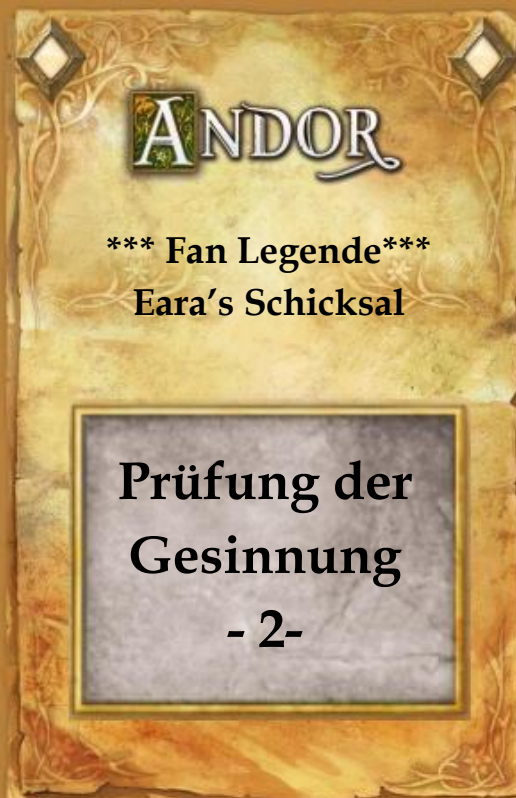 ANDOR
*** Fan Legende***
Eara’s Schicksal
Prüfung der
Gesinnung
- 2-